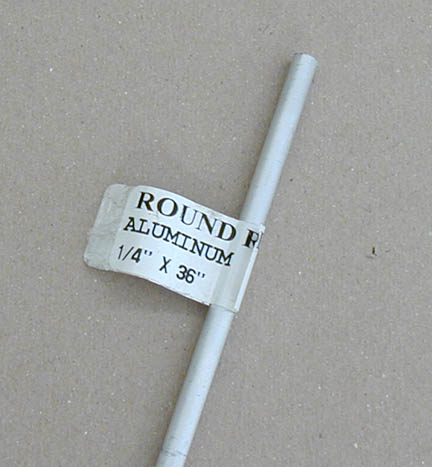 ROUND R
ALUMINUM
1/4" X 36"